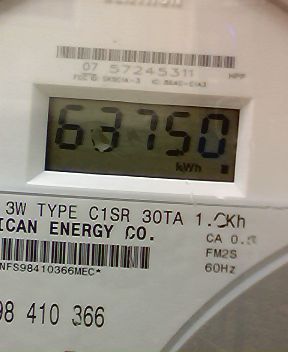 07 57245311
63750
kWh
3W TYPE C1SR 30TA
ICAN ENERGY CO.
CA
FM2S
60Hz
NFS98410366MEC*
98 410 366